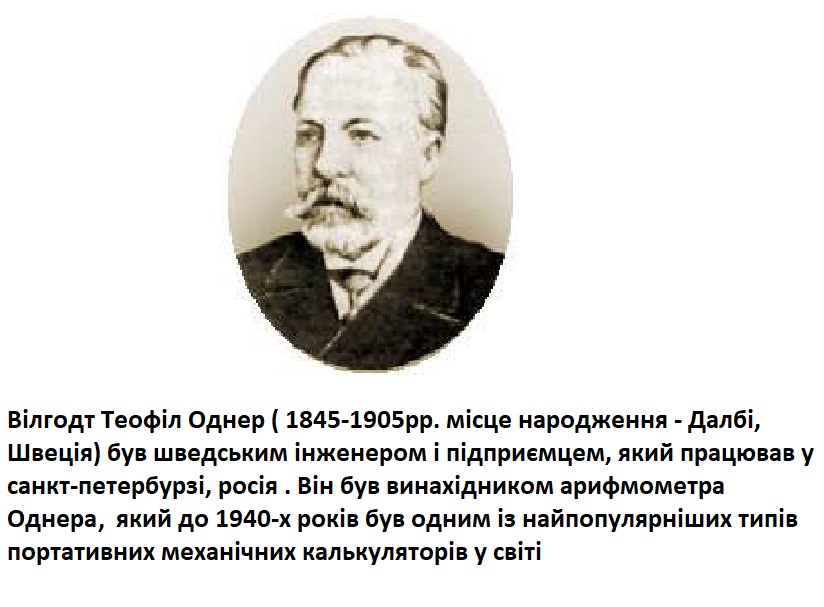 Вілгодт Теофіл Однер ( 1845-1905рр. місце народження - Далбі,
Швеція) був шведським інженером і підприємцем, який працював у
санкт-петербурзі, росія . Він був винахідником арифмометра
Однера,  який до 1940-х років був одним із найпопулярніших типів
портативних механічних калькуляторів у світі